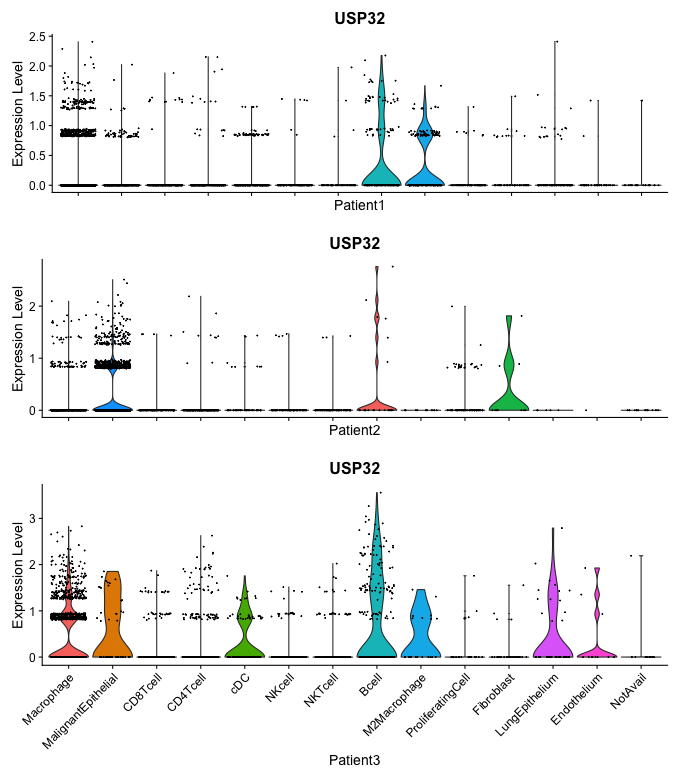 USP32
Expression Level
2.5
2.0
1.5
1.0
0.5
0.0
Patient1
USP32
Expression Level
2
1
0
Patient2
USP32
Expression Level
3
2
1
0
Macrophage
MalignantEpithelial
CD8Tcell
CD4Tcell
cDC
NKcell
NKTcell
Bcell
M2Macrophage
ProliferatingCell
Fibroblast
LungEpithelium
Endothelium
NotAvail
Patient3